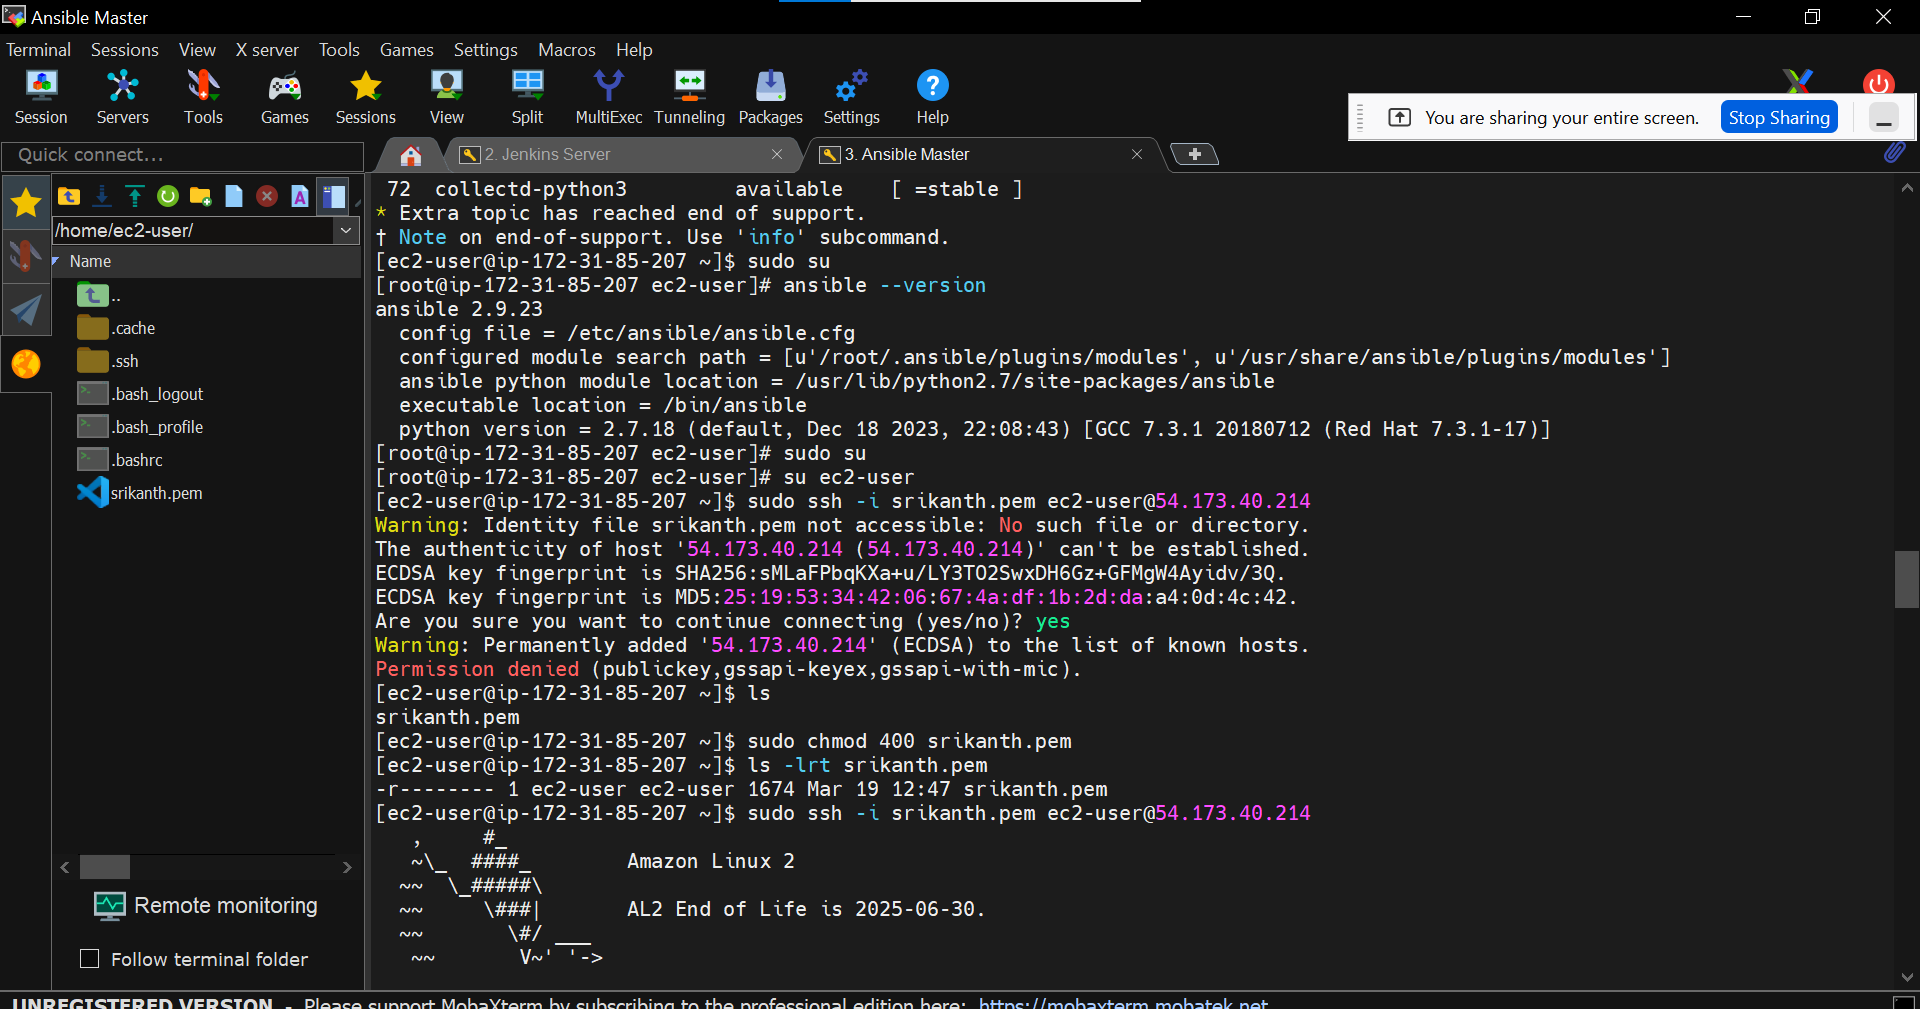 Ansible Master
Terminal Sessions View X server Tools Games Settings Macros Help
Session Servers Tools Games Sessions View Split MultiExec Tunneling Packages Settings Help
You are sharing your entire screen. Stop Sharing
Quick connect...
2. Jenkins Server
3. Ansible Master
/home/ec2-user/
Name
..
.cache
.ssh
.bash_logout
.bash_profile
.bashrc
srikanth.pem
Remote monitoring
Follow terminal folder
72  collectd-python3         available    [ =stable ]
* Extra topic has reached end of support.
† Note on end-of-support. Use 'info' subcommand.
[ec2-user@ip-172-31-85-207 ~]$ sudo su
[root@ip-172-31-85-207 ec2-user]# ansible --version
ansible 2.9.23
  config file = /etc/ansible/ansible.cfg
  configured module search path = [u'/root/.ansible/plugins/modules', u'/usr/share/ansible/plugins/modules']
  ansible python module location = /usr/lib/python2.7/site-packages/ansible
  executable location = /bin/ansible
  python version = 2.7.18 (default, Dec 18 2023, 22:08:43) [GCC 7.3.1 20180712 (Red Hat 7.3.1-17)]
[root@ip-172-31-85-207 ec2-user]# sudo su
[root@ip-172-31-85-207 ec2-user]# su ec2-user
[ec2-user@ip-172-31-85-207 ~]$ sudo ssh -i srikanth.pem ec2-user@54.173.40.214
Warning: Identity file srikanth.pem not accessible: No such file or directory.
The authenticity of host '54.173.40.214 (54.173.40.214)' can't be established.
ECDSA key fingerprint is SHA256:sMLaFPbqKXa+u/LY3TO2SwxDH6Gz+GFMgW4Ayidv/3Q.
ECDSA key fingerprint is MD5:25:19:53:34:42:06:67:4a:df:1b:2d:da:a4:0d:4c:42.
Are you sure you want to continue connecting (yes/no)? yes
Warning: Permanently added '54.173.40.214' (ECDSA) to the list of known hosts.
Permission denied (publickey,gssapi-keyex,gssapi-with-mic).
[ec2-user@ip-172-31-85-207 ~]$ ls
srikanth.pem
[ec2-user@ip-172-31-85-207 ~]$ sudo chmod 400 srikanth.pem
[ec2-user@ip-172-31-85-207 ~]$ ls -lrt srikanth.pem
-r-------- 1 ec2-user ec2-user 1674 Mar 19 12:47 srikanth.pem
[ec2-user@ip-172-31-85-207 ~]$ sudo ssh -i srikanth.pem ec2-user@54.173.40.214
   ,     #_
   ~\_  ####_        Amazon Linux 2
  ~~  \_#####\
  ~~     \###|       AL2 End of Life is 2025-06-30.
  ~~       \#/ ___
   ~~       V~' '->
UNREGISTERED VERSION - Please support MobaXterm by subscribing to the professional edition here: https://mobaxterm.mobatek.net